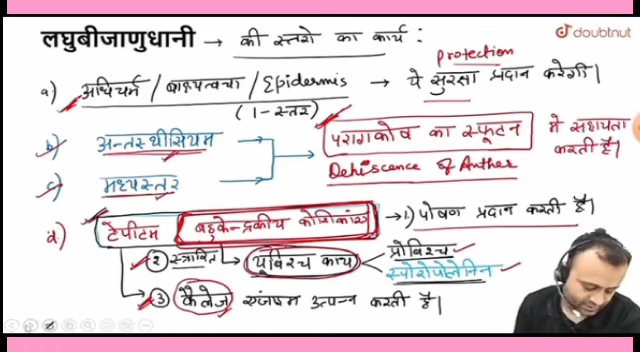 लघुबीजाणुधानी → की स्तरो का कार्य :
doubtnut
protection
a) अधिचर्म / बाह्यत्वचा / Epidermis → ये सुरक्षा प्रदान करेगी।
(1-स्तर)
b) अन्तस्थीसियम
परागकोष का स्फूटन में सहायता करती है।
c) मध्यस्तर
Dehiscence of Anther
d) टेपीटम बहुकेन्द्रकीय कोशिकाएं → 1) पोषण प्रदान करती है।
② स्त्रावित → यूबिश्च काय प्रोबिश्च
स्पोरोपोलेनिन
③ कैलेज एंजाइम उत्पन्न करती है।